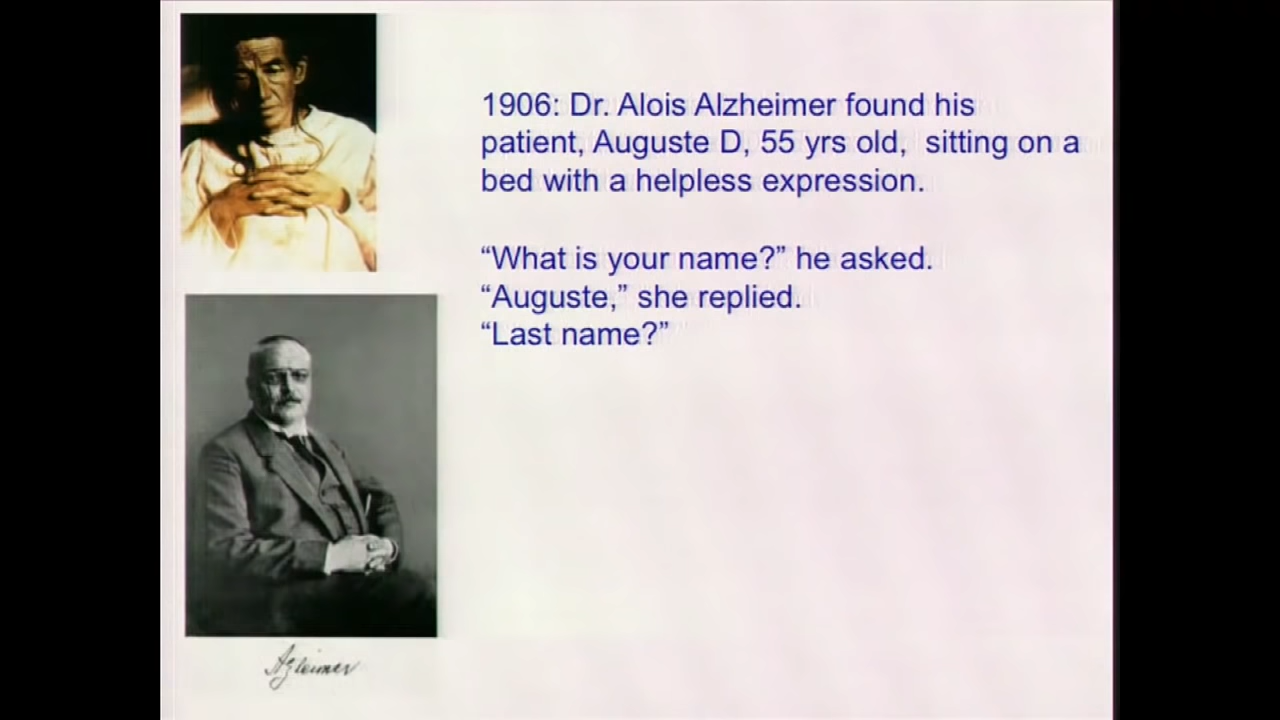 1906: Dr. Alois Alzheimer found his
patient, Auguste D, 55 yrs old, sitting on a
bed with a helpless expression.
“What is your name?” he asked.
“Auguste,” she replied.
“Last name?”
Alzheimer